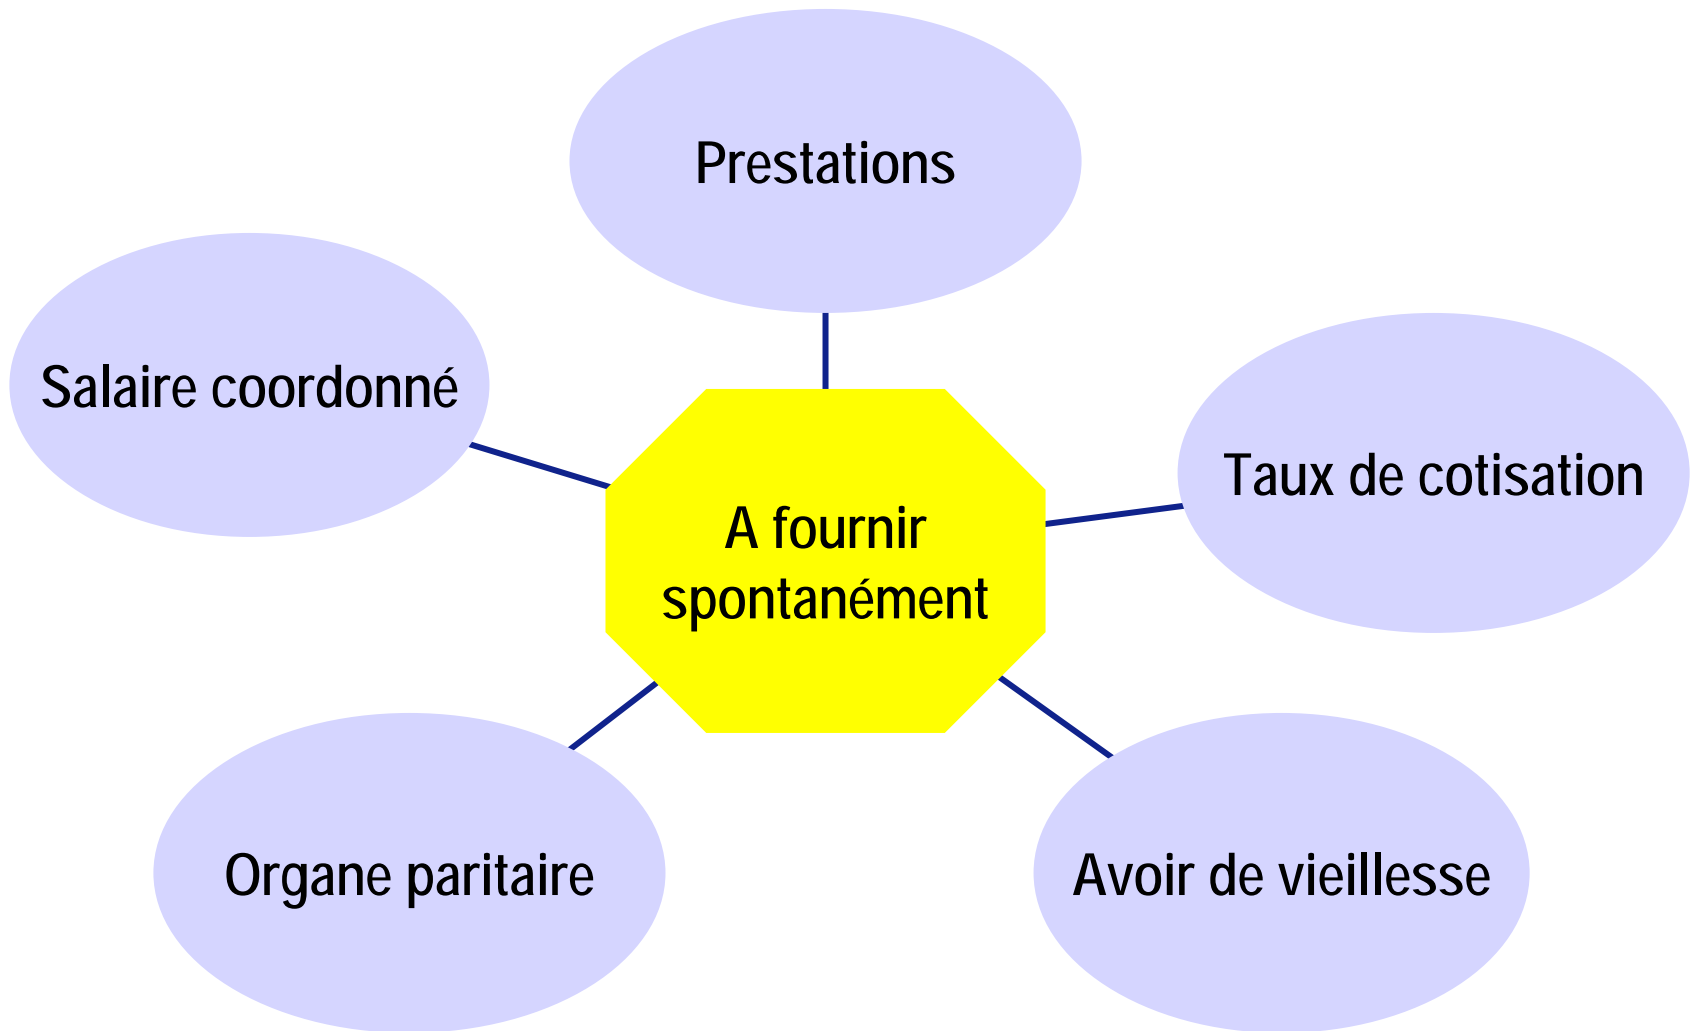 Prestations
Salaire coordonné
Taux de cotisation
A fournir
spontanément
Organe paritaire
Avoir de vieillesse